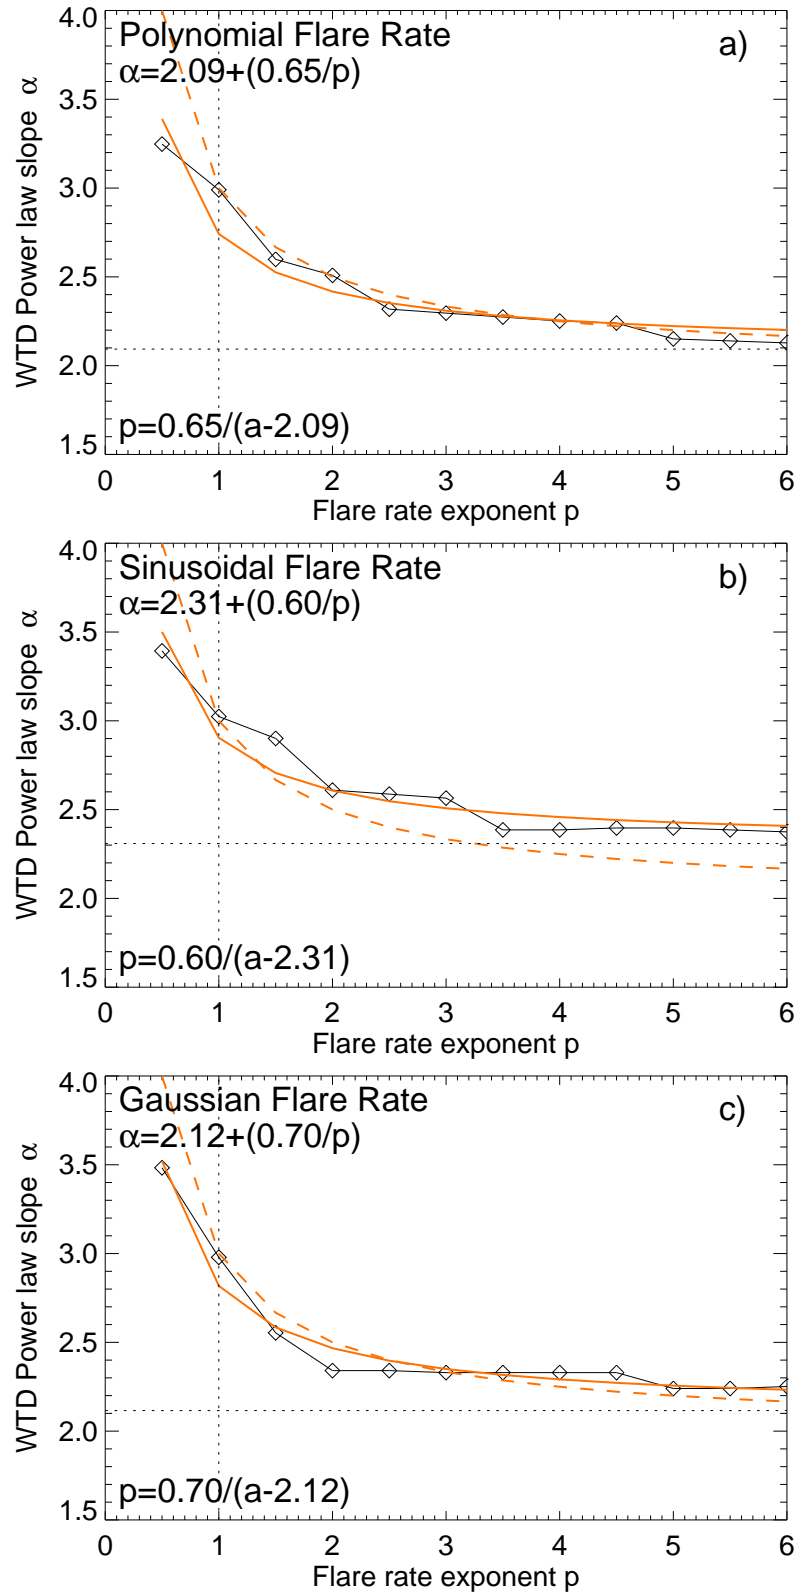 4.0
3.5
3.0
2.5
2.0
1.5
WTD Power law slope α
Polynomial Flare Rate
α=2.09+(0.65/p)
a)
p=0.65/(a-2.09)
0 1 2 3 4 5 6
Flare rate exponent p
4.0
3.5
3.0
2.5
2.0
1.5
WTD Power law slope α
Sinusoidal Flare Rate
α=2.31+(0.60/p)
b)
p=0.60/(a-2.31)
0 1 2 3 4 5 6
Flare rate exponent p
4.0
3.5
3.0
2.5
2.0
1.5
WTD Power law slope α
Gaussian Flare Rate
α=2.12+(0.70/p)
c)
p=0.70/(a-2.12)
0 1 2 3 4 5 6
Flare rate exponent p